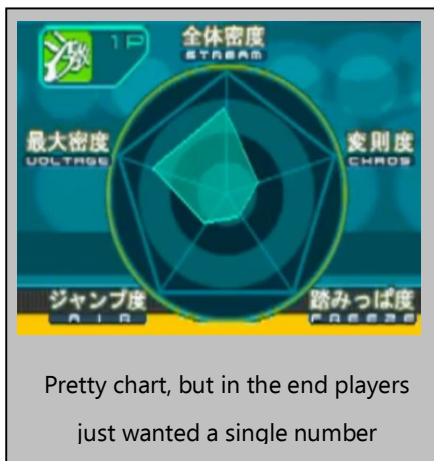 1P
全体密度
STREAM
最大密度
VOLTAGE
変則度
CHAOS
ジャンプ度
AIR
踏みっぱ度
FREEZE
Pretty chart, but in the end players
just wanted a single number